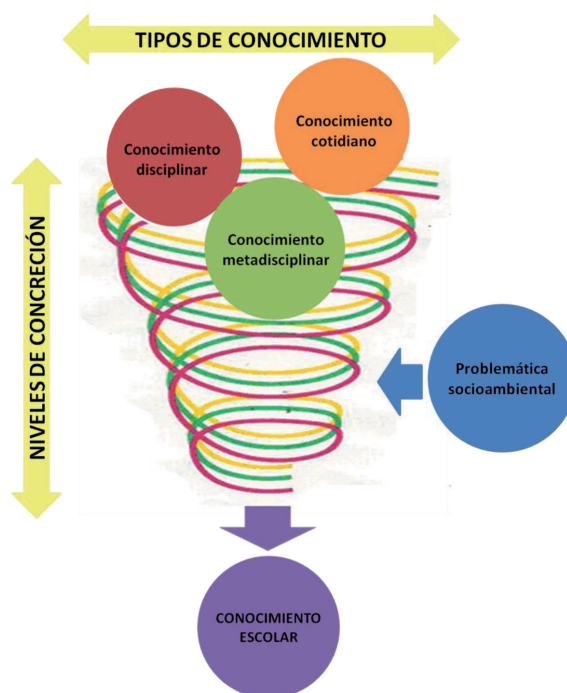 TIPOS DE CONOCIMIENTO
Conocimiento
cotidiano
Conocimiento
disciplinar
Conocimiento
metadisciplinar
NIVELES DE CONCRECIÓN
Problemática
socioambiental
CONOCIMIENTO
ESCOLAR